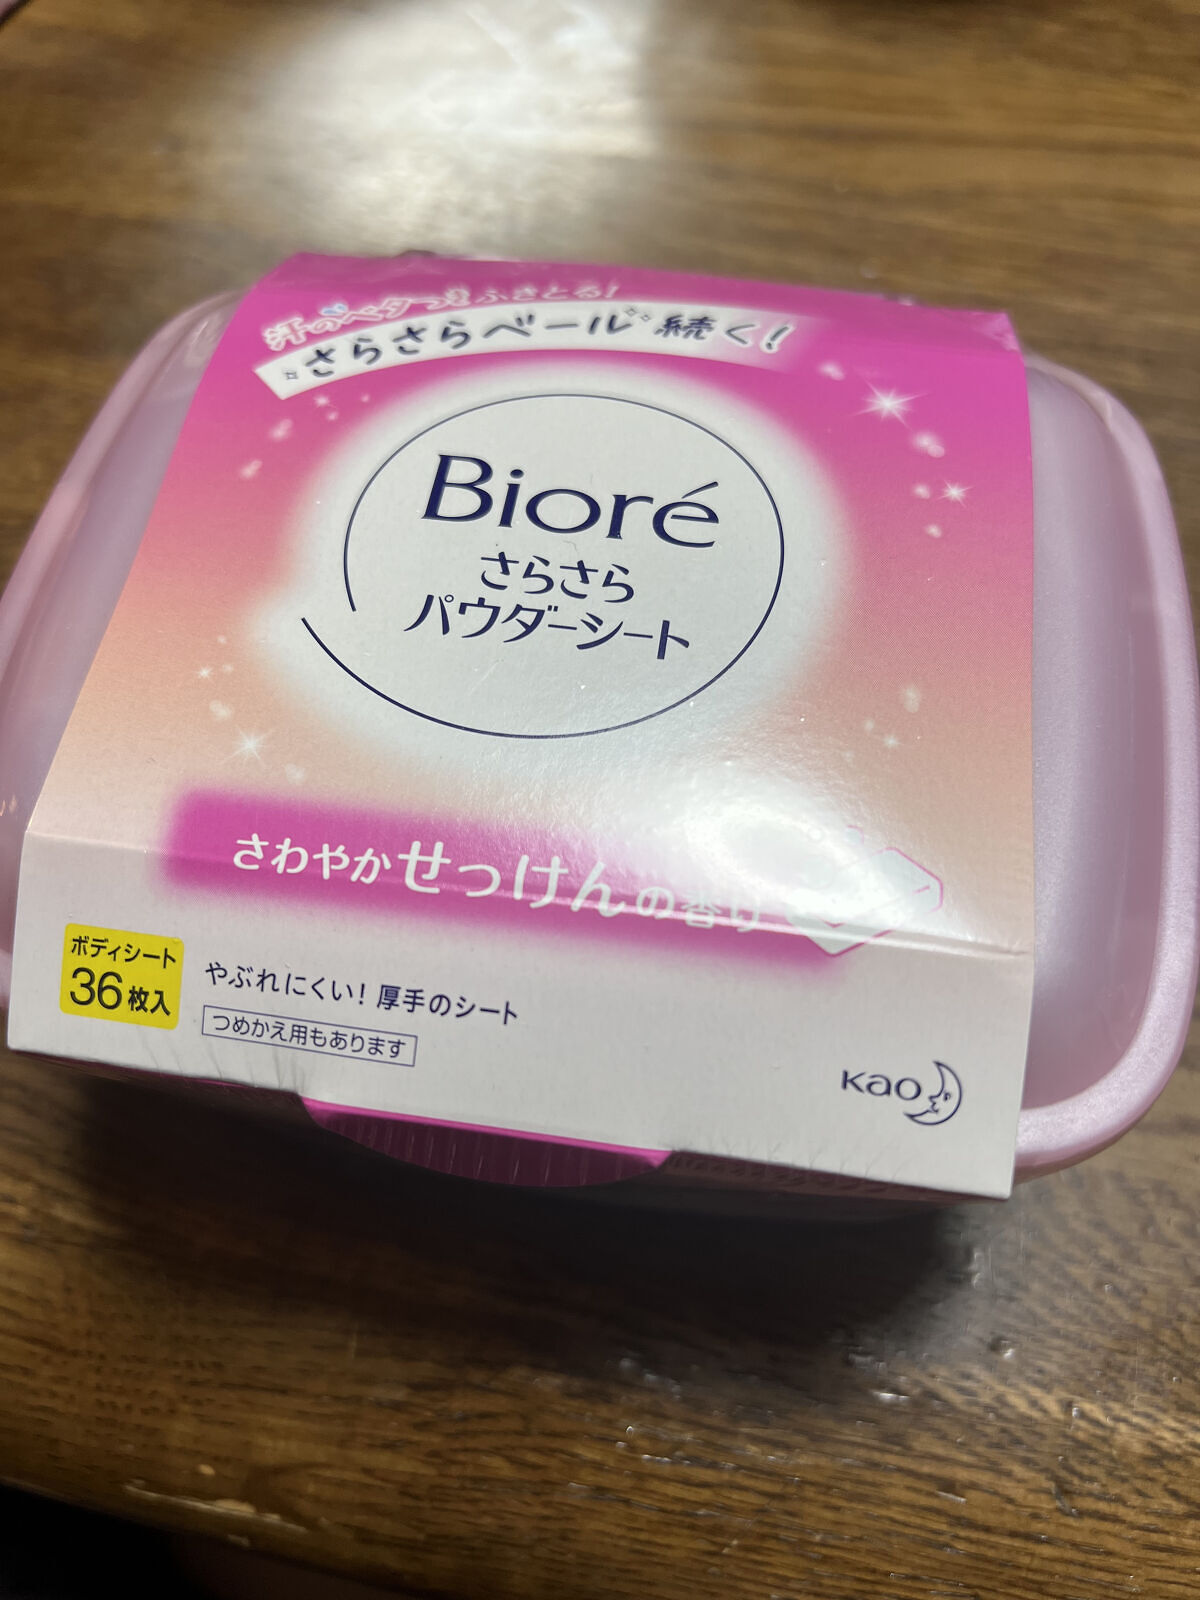 汗のベタつきふきとる!
さらさらベール続く!
Bioré
さらさら
パウダーシート
さわやかせっけんの香り
ボディシート
36枚入
やぶれにくい!厚手のシート
つめかえ用もあります
Kao